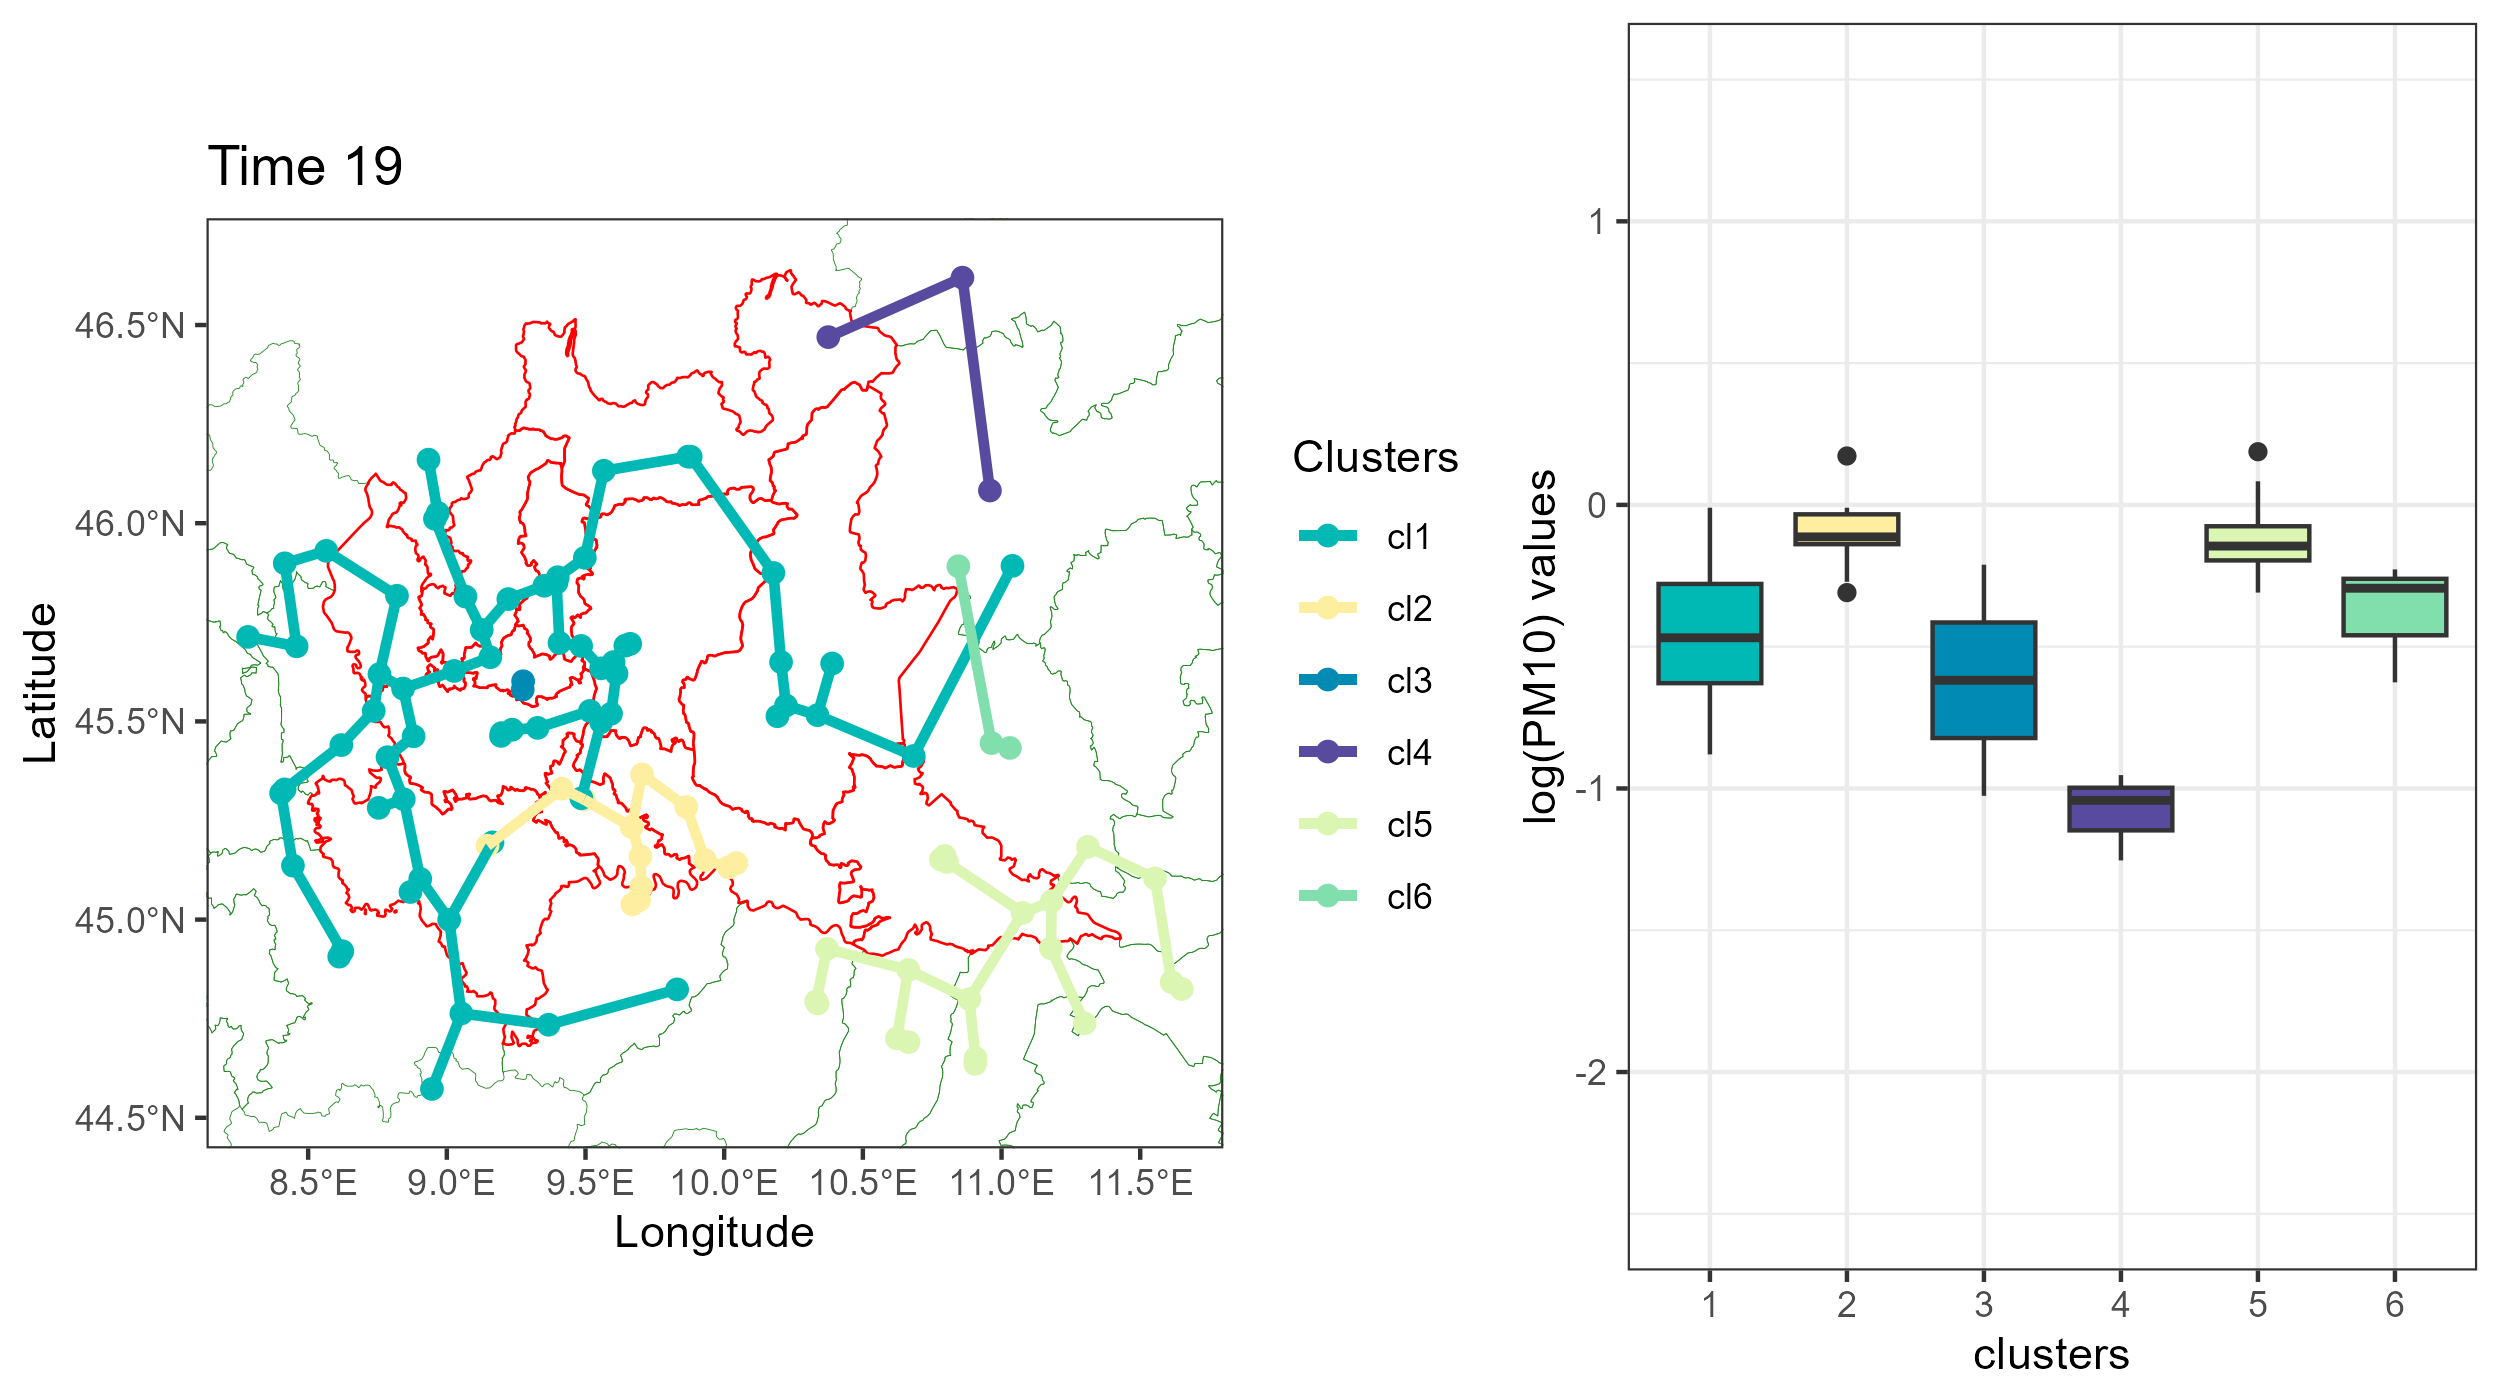 Time 19
46.5°N
46.0°N
45.5°N
45.0°N
44.5°N
Latitude
8.5°E 9.0°E 9.5°E 10.0°E 10.5°E 11.0°E 11.5°E
Longitude
Clusters
cl1
cl2
cl3
cl4
cl5
cl6
log(PM10) values
1
0
-1
-2
1 2 3 4 5 6
clusters